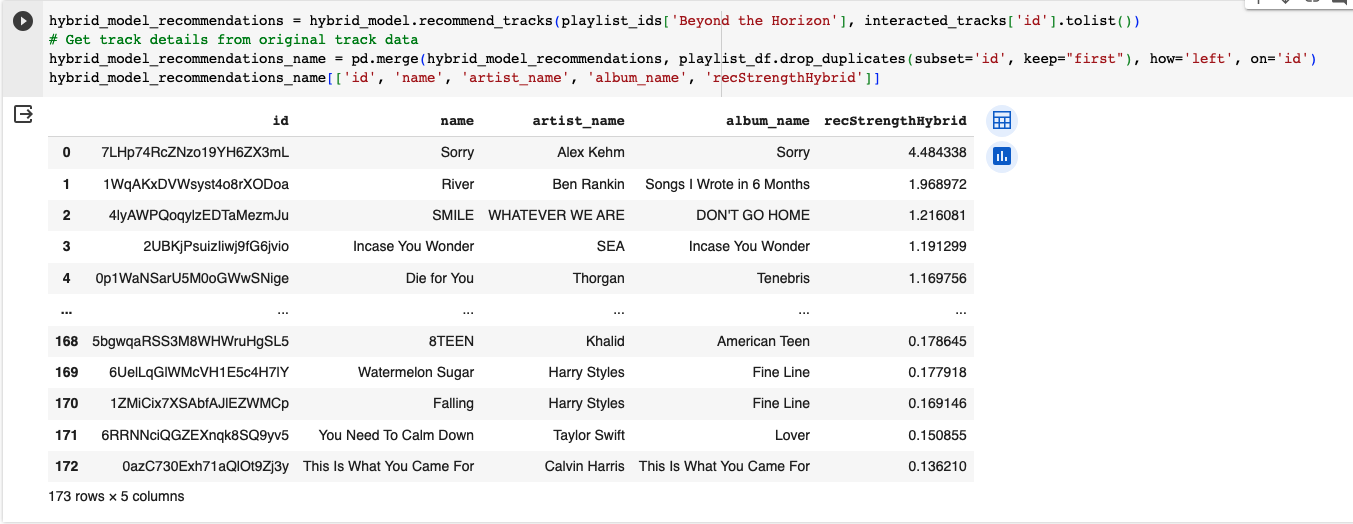 hybrid_model_recommendations = hybrid_model.recommend_tracks(playlist_ids['Beyond the Horizon'], interacted_tracks['id'].tolist())
# Get track details from original track data
hybrid_model_recommendations_name = pd.merge(hybrid_model_recommendations, playlist_df.drop_duplicates(subset='id', keep="first"), how='left', on='id')
hybrid_model_recommendations_name[['id', 'name', 'artist_name', 'album_name', 'recStrengthHybrid']]
id name artist_name album_name recStrengthHybrid
0 7LHp74RcZNzo19YH6ZX3mL Sorry Alex Kehm Sorry 4.484338
1 1WqAKxDVWsyst4o8rXODoa River Ben Rankin Songs I Wrote in 6 Months 1.968972
2 4lyAWPQoqylzEDTaMezmJu SMILE WHATEVER WE ARE DON'T GO HOME 1.216081
3 2UBKjPsuizliwj9fG6jvio Incase You Wonder SEA Incase You Wonder 1.191299
4 0p1WaNSarU5M0oGWwSNige Die for You Thorgan Tenebris 1.169756
... ... ... ... ... ...
168 5bgwqaRSS3M8WHWruHgSL5 8TEEN Khalid American Teen 0.178645
169 6UelLqGlWMcVH1E5c4H7lY Watermelon Sugar Harry Styles Fine Line 0.177918
170 1ZMiCix7XSAbfAJlEZWMCp Falling Harry Styles Fine Line 0.169146
171 6RRNNciQGZEXnqk8SQ9yv5 You Need To Calm Down Taylor Swift Lover 0.150855
172 0azC730Exh71aQlOt9Zj3y This Is What You Came For Calvin Harris This Is What You Came For 0.136210
173 rows × 5 columns